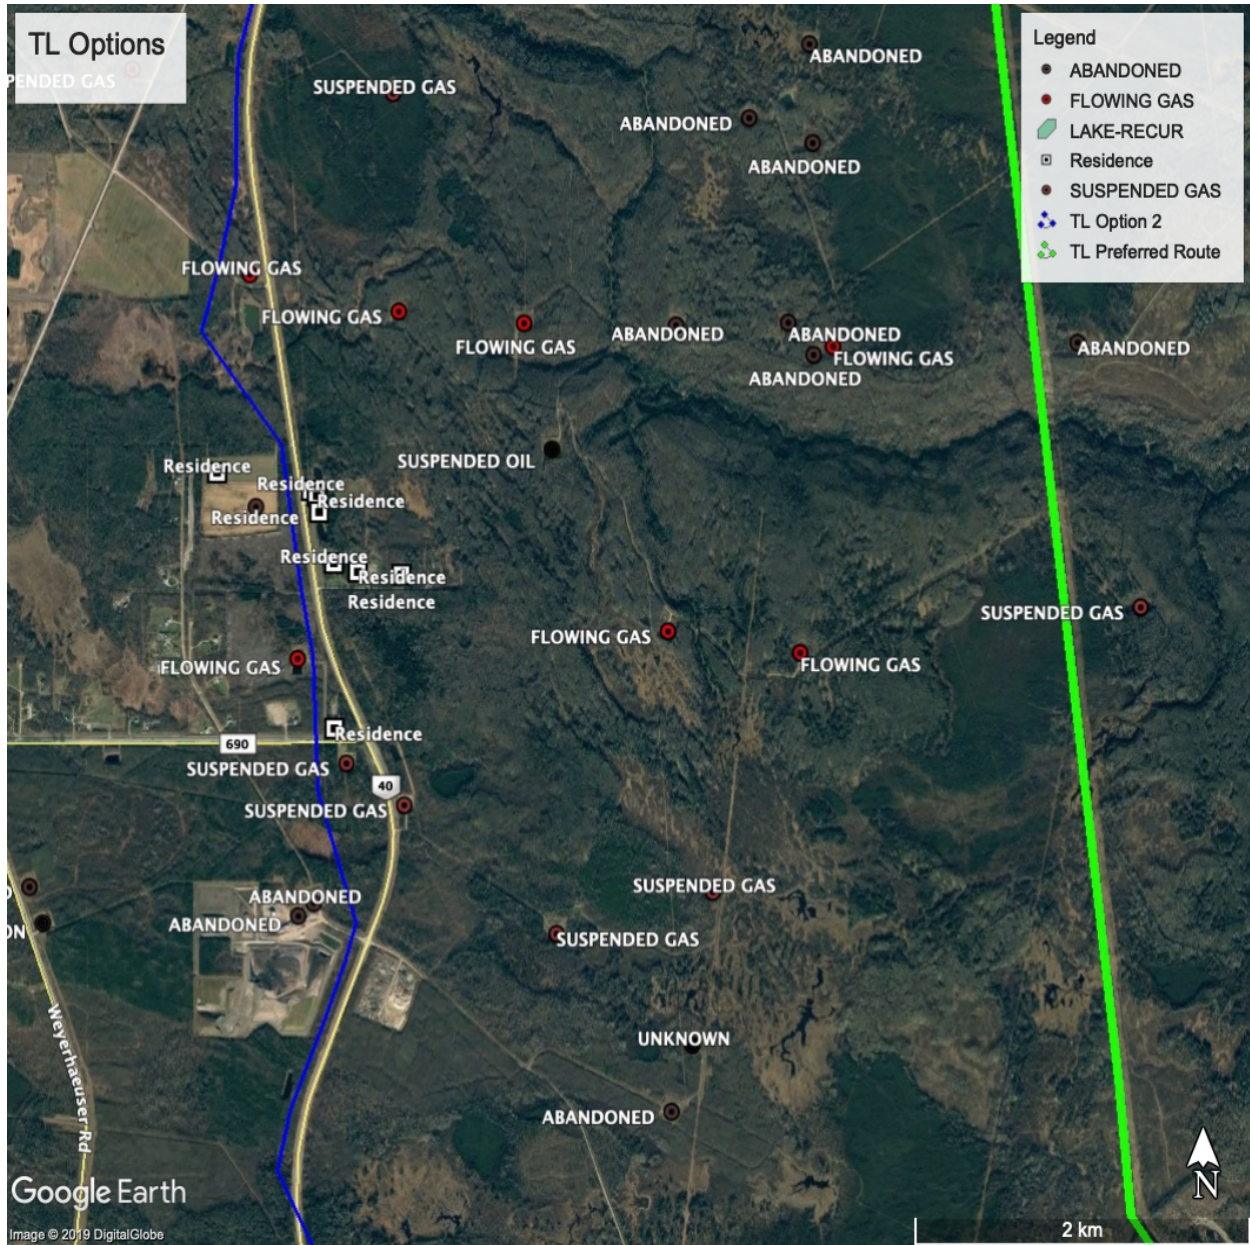 TL Options
PENDED GAS
SUSPENDED GAS
ABANDONED
ABANDONED
ABANDONED
Legend
ABANDONED
FLOWING GAS
LAKE-RECUR
Residence
SUSPENDED GAS
TL Option 2
TL Preferred Route
FLOWING GAS
FLOWING GAS
FLOWING GAS
ABANDONED
ABANDONED
FLOWING GAS
ABANDONED
ABANDONED
SUSPENDED OIL
Residence
Residence
Residence
Residence
Residence
Residence
Residence
FLOWING GAS
FLOWING GAS
FLOWING GAS
SUSPENDED GAS
Residence
690
SUSPENDED GAS
40
SUSPENDED GAS
SUSPENDED GAS
ABANDONED
ABANDONED
D
ON
SUSPENDED GAS
Weyerhaeuser Rd
UNKNOWN
ABANDONED
N
Google Earth
Image © 2019 DigitalGlobe
2 km